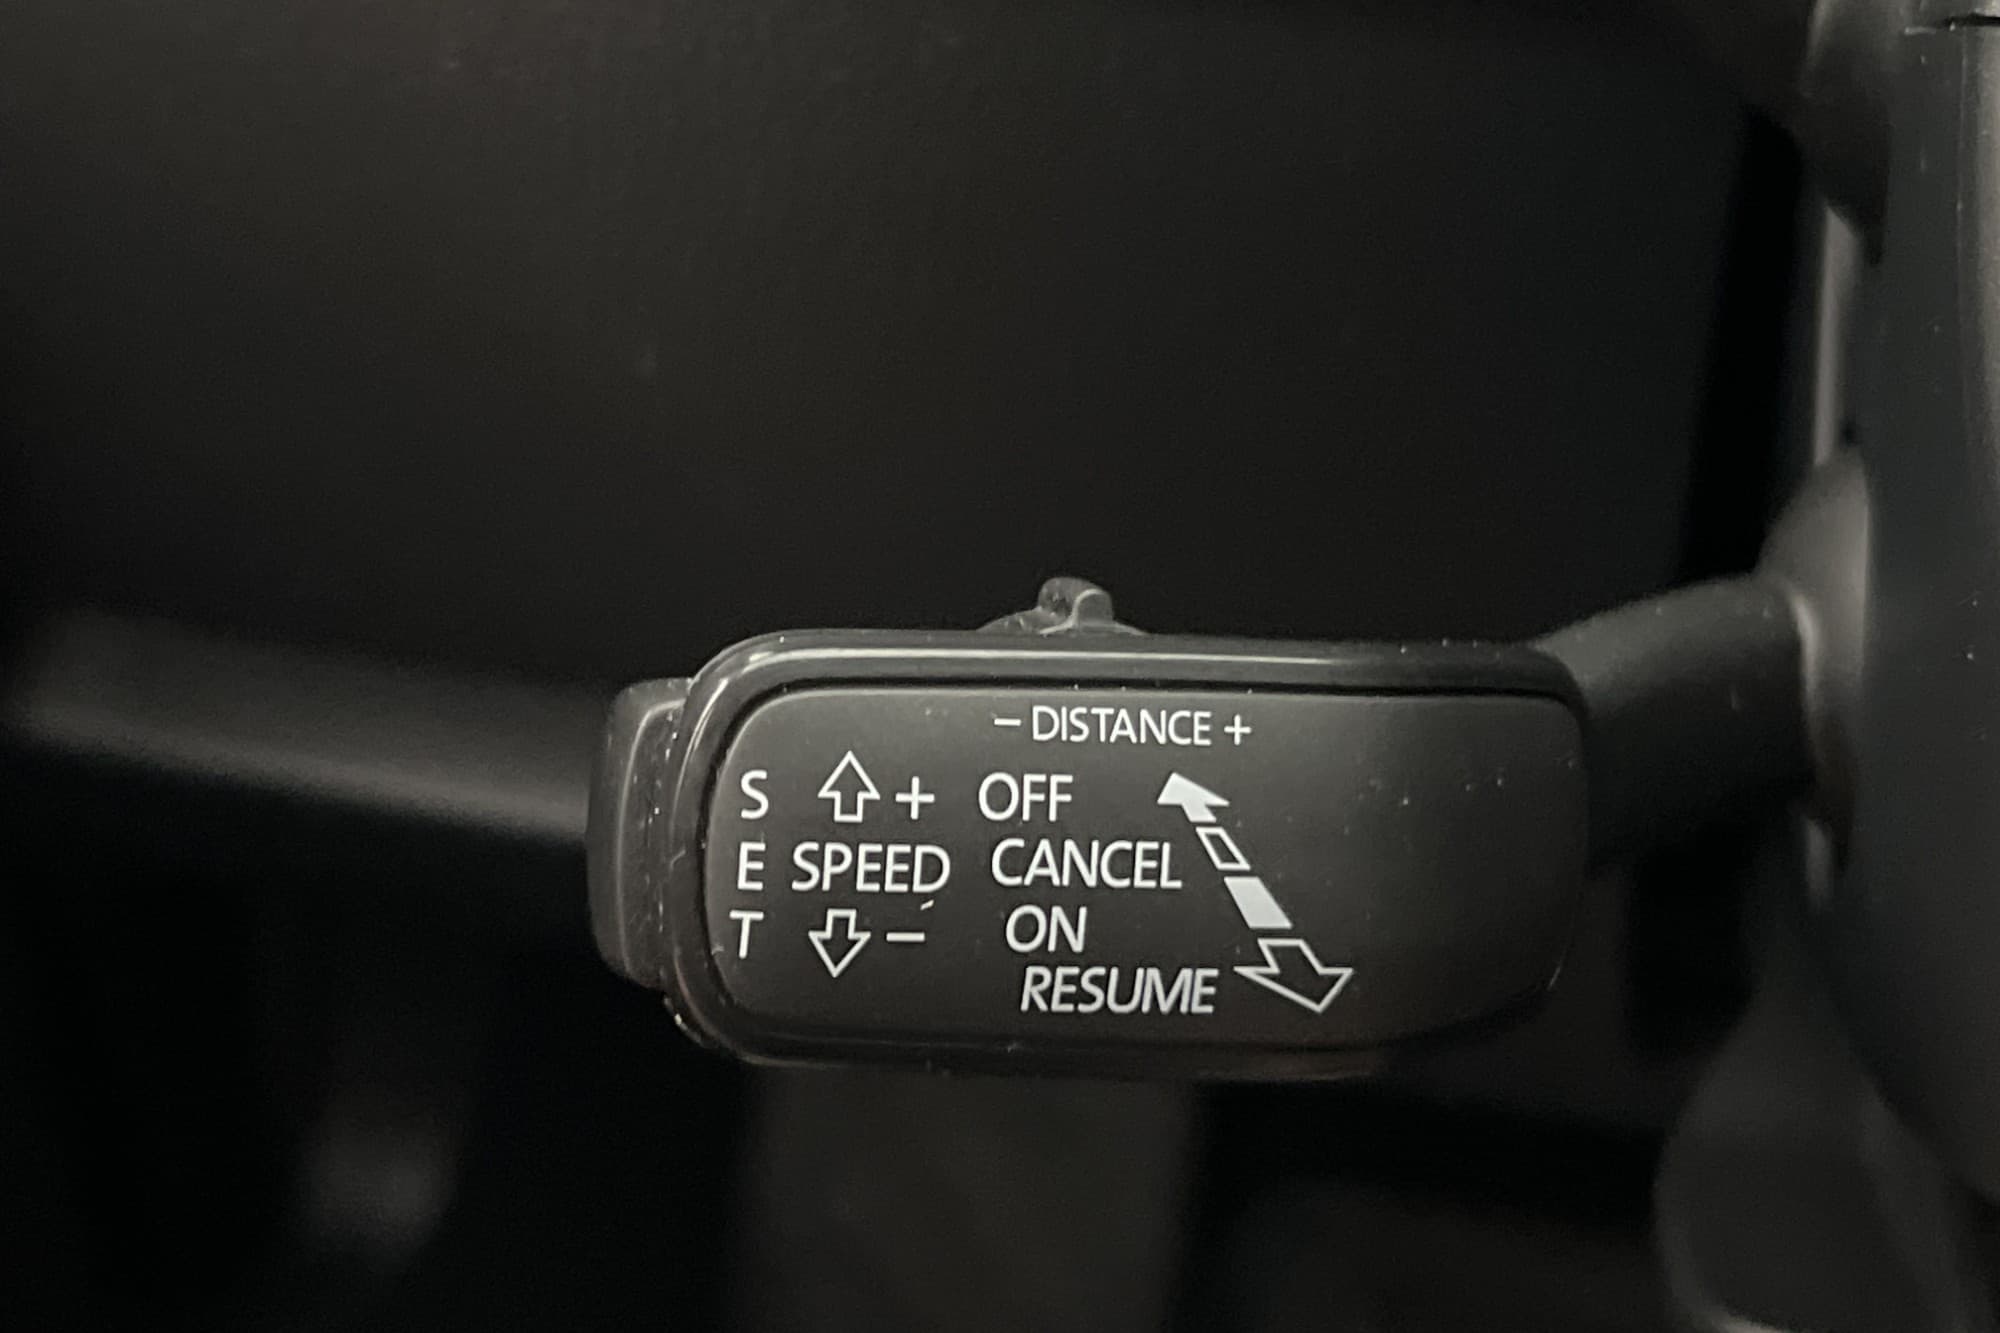 − DISTANCE +
S + OFF
E SPEED CANCEL
T − ON
RESUME